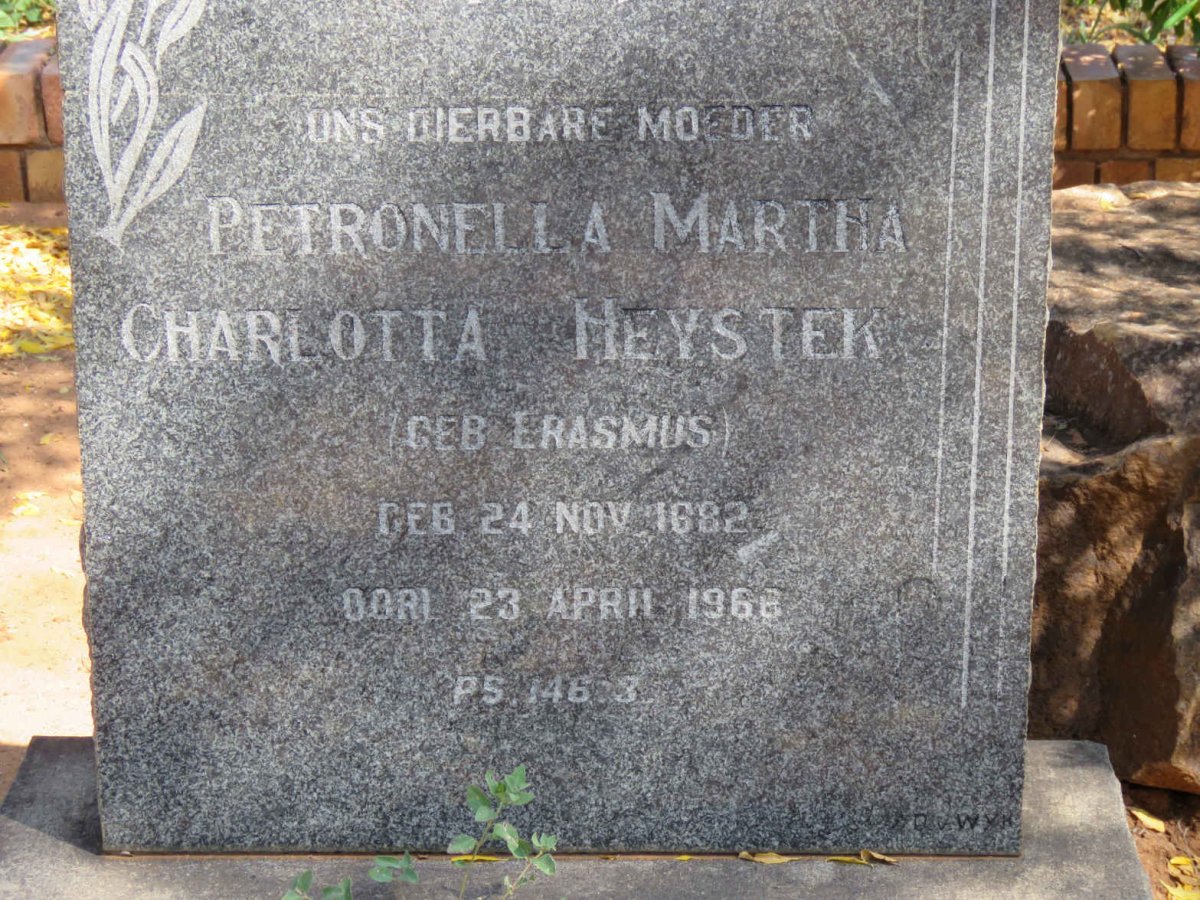 ONS DIERBARE MOEDER
PETRONELLA MARTHA
CHARLOTTA HEYSTEK
(GEB ERASMUS)
GEB 24 NOV 1882
OORL 23 APRIL 1966
PS. 146:3